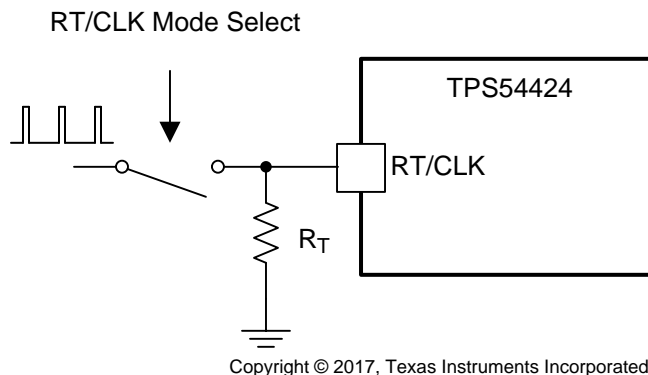 RT/CLK Mode Select
TPS54424
RT/CLK
RT
Copyright © 2017, Texas Instruments Incorporated